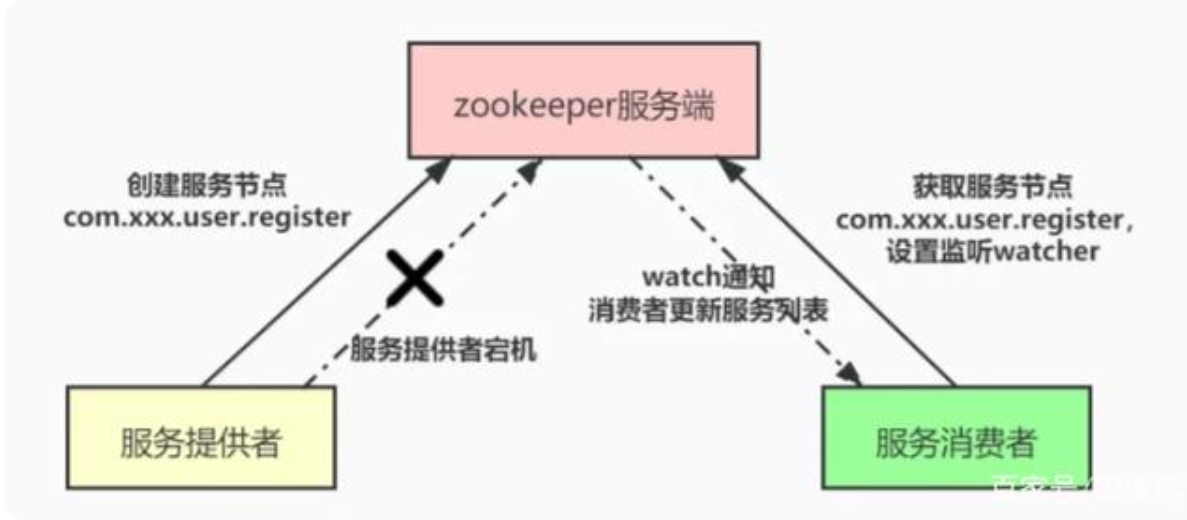 zookeeper服务端
创建服务节点
com.xxx.user.register
获取服务节点
com.xxx.user.register，
设置监听watcher
watch通知
消费者更新服务列表
服务提供者宕机
服务提供者
服务消费者
百家号